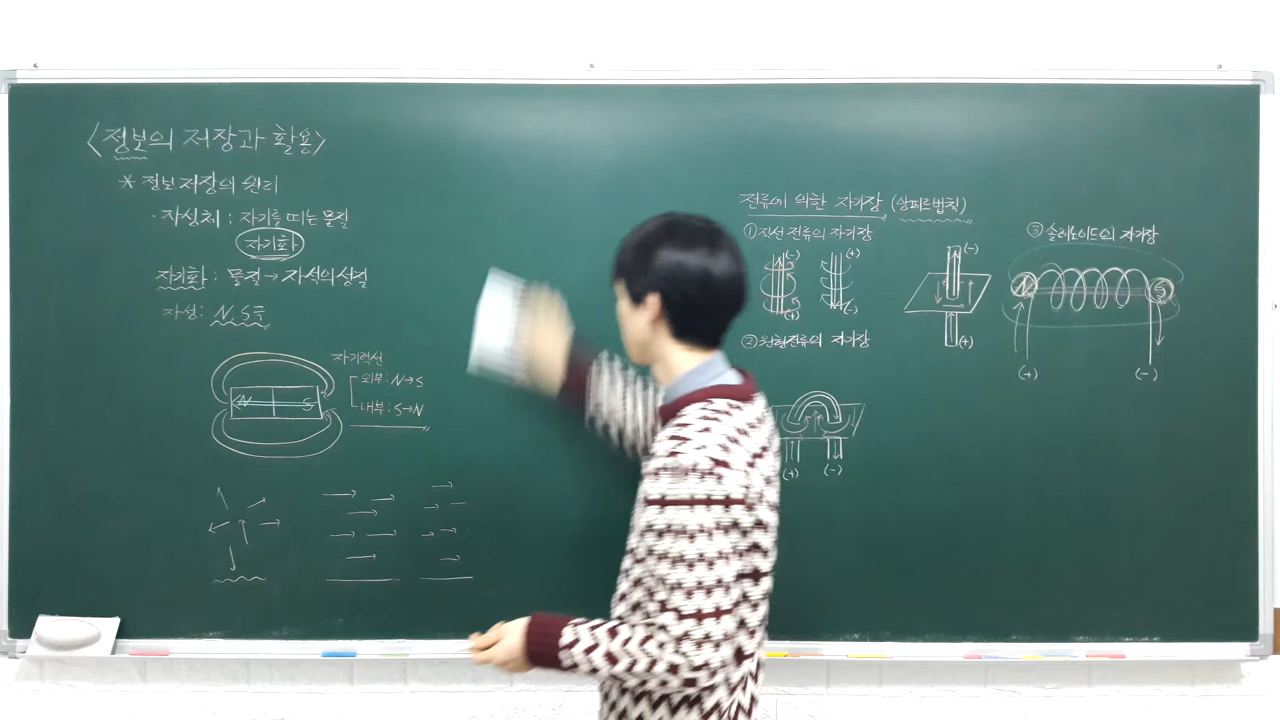 <정보의 저장과 활용>
* 정보 저장의 원리
· 자성체 : 자기를 띠는 물질
자기화
자기화 : 물질 → 자석의 성질
자성 : N, S극
자기력선
외부 : N→S
내부 : S→N
N S
전류에 의한 자기장 (앙페르법칙)
① 직선 전류의 자기장
(-) (+)
(+) (-)
(-)
(+)
② 원형전류의 자기장
(+) (-)
③ 솔레노이드의 자기장
N S
(+) (-)